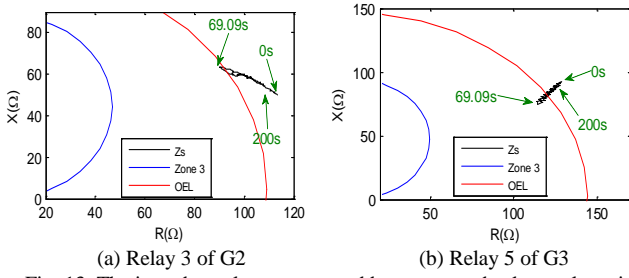 X(Ω)
80
60
40
20
0
69.09s
0s
200s
Zs
Zone 3
OEL
20
40
60
80
100
120
R(Ω)
(a) Relay 3 of G2
X(Ω)
150
100
50
0
0s
69.09s
200s
Zs
Zone 3
OEL
50
100
150
R(Ω)
(b) Relay 5 of G3